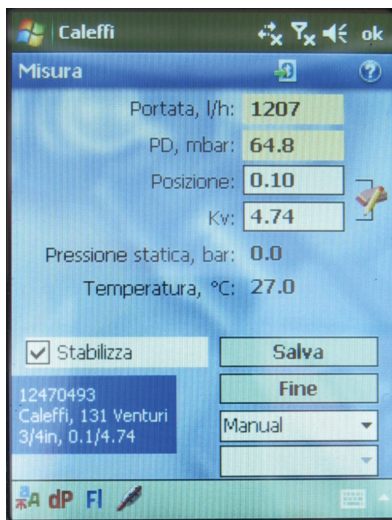 Caleffi
ok
Misura
?
Portata, l/h: 1207
PD, mbar: 64.8
Posizione: 0.10
Kv: 4.74
Pressione statica, bar: 0.0
Temperatura, °C: 27.0
Stabilizza
Salva
12470493
Caleffi, 131 Venturi
3/4in, 0.1/4.74
Fine
Manual
A dP Fl